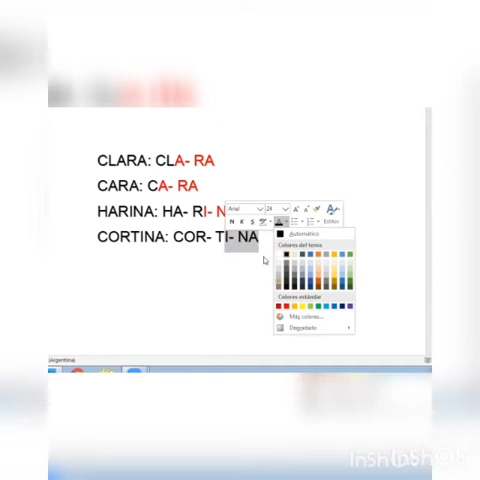 CLARA: CLA- RA
CARA: CA- RA
HARINA: HA- RI- N
Arial 24
N K S A Estilos
CORTINA: COR- TI- NA
Automático
Colores del tema
Colores estándar
Más colores...
Degradado
(Argentina)
InShOt